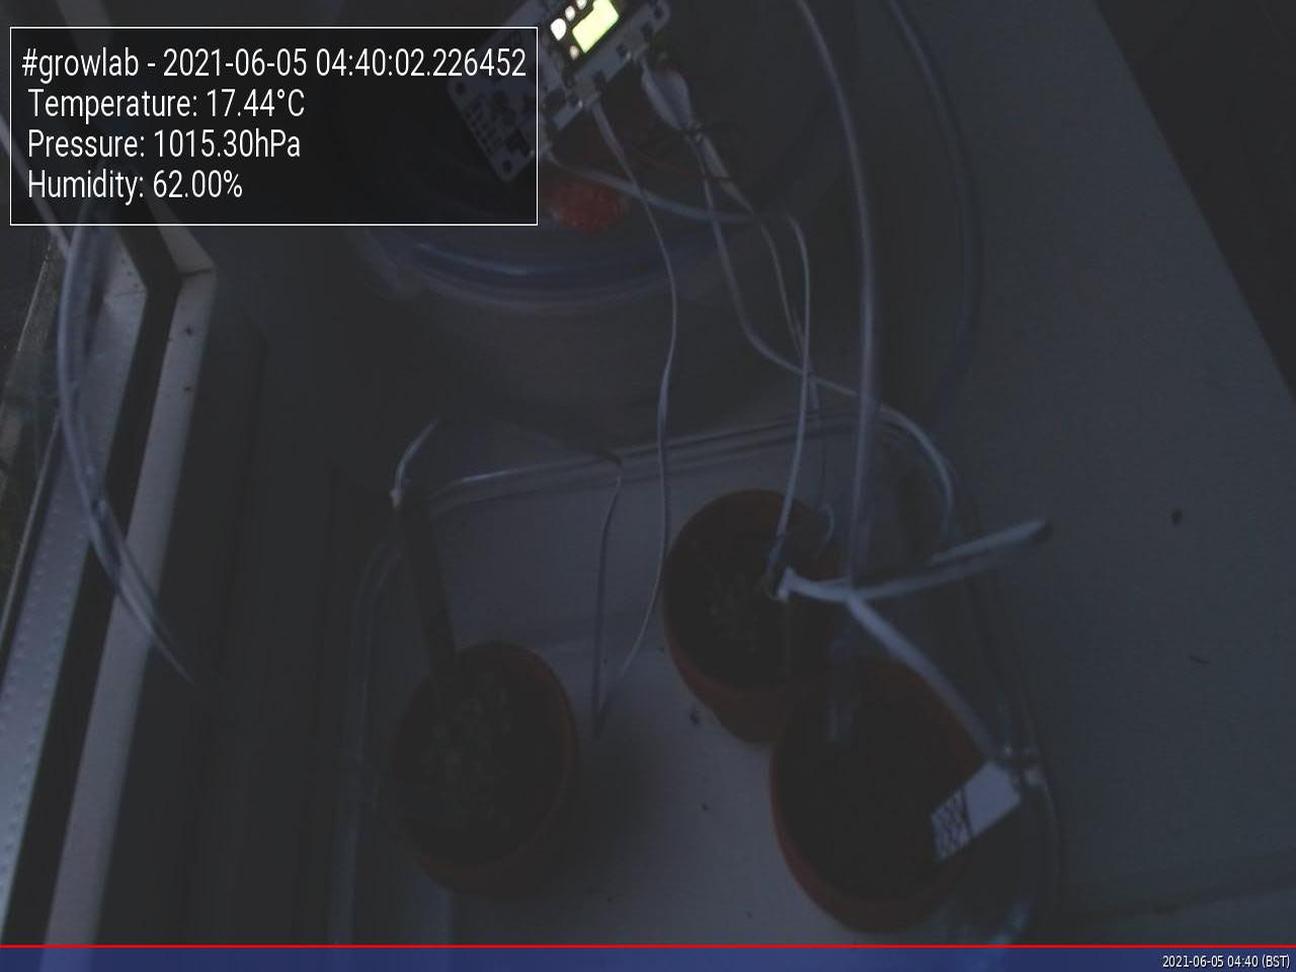 #growlab - 2021-06-05 04:40:02.226452
Temperature: 17.44°C
Pressure: 1015.30hPa
Humidity: 62.00%
2021-06-05 04:40 (BST)